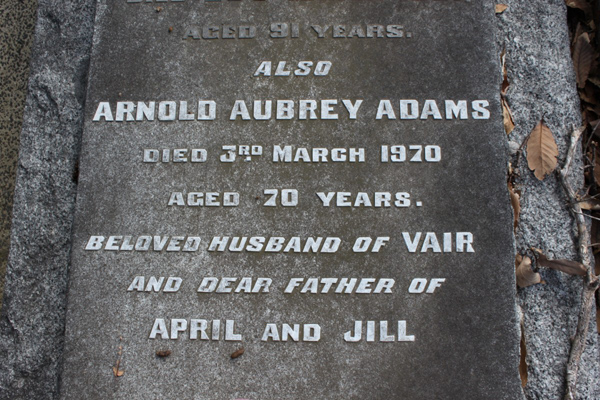 AGED 91 YEARS.
ALSO
ARNOLD AUBREY ADAMS
DIED 3RD MARCH 1970
AGED 70 YEARS.
BELOVED HUSBAND OF VAIR
AND DEAR FATHER OF
APRIL AND JILL